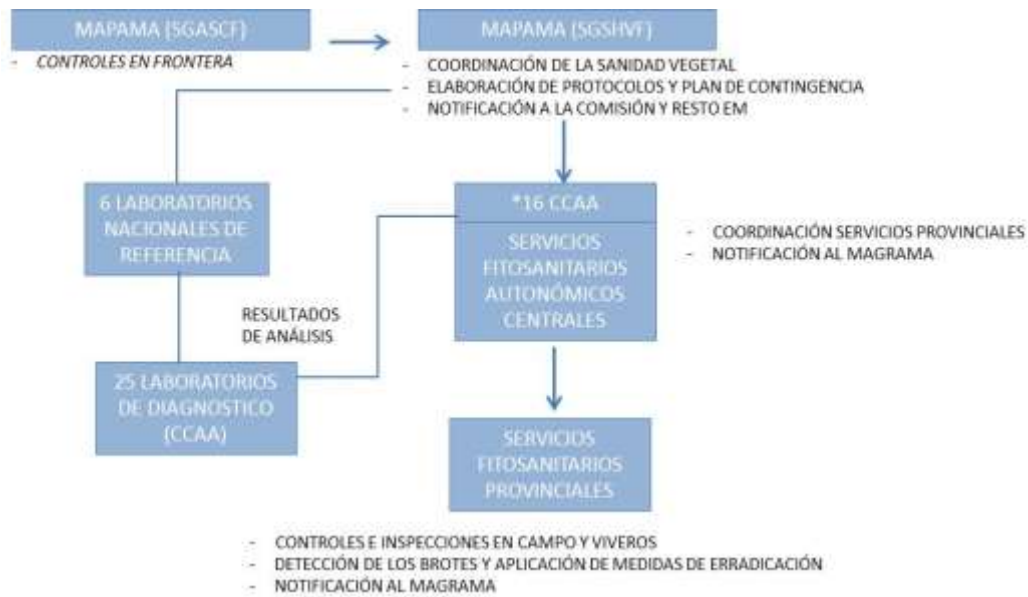 MAPAMA (SGASCF)
- CONTROLES EN FRONTERA
MAPAMA (SGSHVF)
- COORDINACIÓN DE LA SANIDAD VEGETAL
- ELABORACIÓN DE PROTOCOLOS Y PLAN DE CONTINGENCIA
- NOTIFICACIÓN A LA COMISIÓN Y RESTO EM
6 LABORATORIOS
NACIONALES DE
REFERENCIA
*16 CCAA
SERVICIOS
FITOSANITARIOS
AUTONÓMICOS
CENTRALES
- COORDINACIÓN SERVICIOS PROVINCIALES
- NOTIFICACIÓN AL MAGRAMA
RESULTADOS
DE ANÁLISIS
25 LABORATORIOS
DE DIAGNOSTICO
(CCAA)
SERVICIOS
FITOSANITARIOS
PROVINCIALES
- CONTROLES E INSPECCIONES EN CAMPO Y VIVEROS
- DETECCIÓN DE LOS BROTES Y APLICACIÓN DE MEDIDAS DE ERRADICACIÓN
- NOTIFICACIÓN AL MAGRAMA